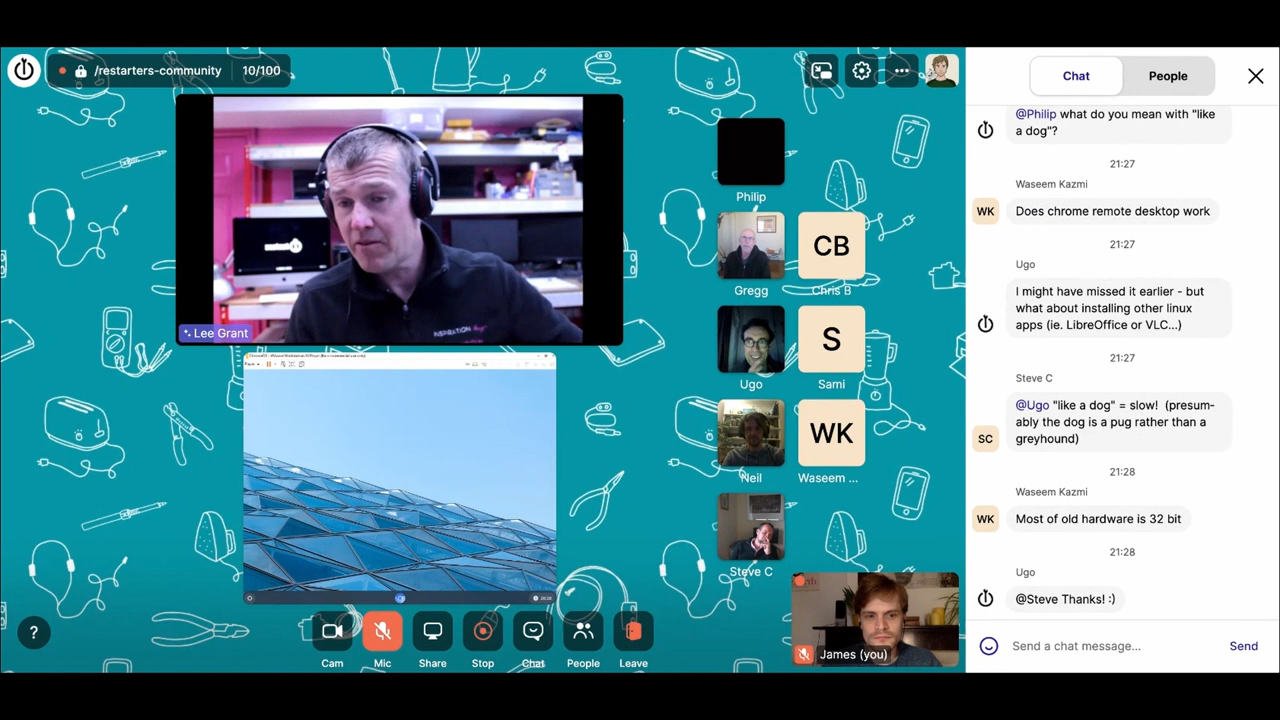 /restarters-community 10/100
Lee Grant
Philip
Gregg
CB
Chris B
Ugo
S
Sami
Neil
WK
Waseem ...
Steve C
James (you)
?
Cam
Mic
Share
Stop
Chat
People
Leave
Chat
People
@Philip what do you mean with "like
a dog"?
21:27
Waseem Kazmi
WK
Does chrome remote desktop work
21:27
Ugo
I might have missed it earlier - but
what about installing other linux
apps (ie. LibreOffice or VLC...)
21:27
Steve C
SC
@Ugo "like a dog" = slow! (presum-
ably the dog is a pug rather than a
greyhound)
21:28
Waseem Kazmi
WK
Most of old hardware is 32 bit
21:28
Ugo
@Steve Thanks! :)
Send a chat message...
Send